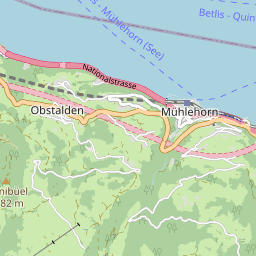 Betlis - Quin
- Mühlehorn (See)
Nationalstrasse
Obstalden
Mühlehorn
nibuel
82 m